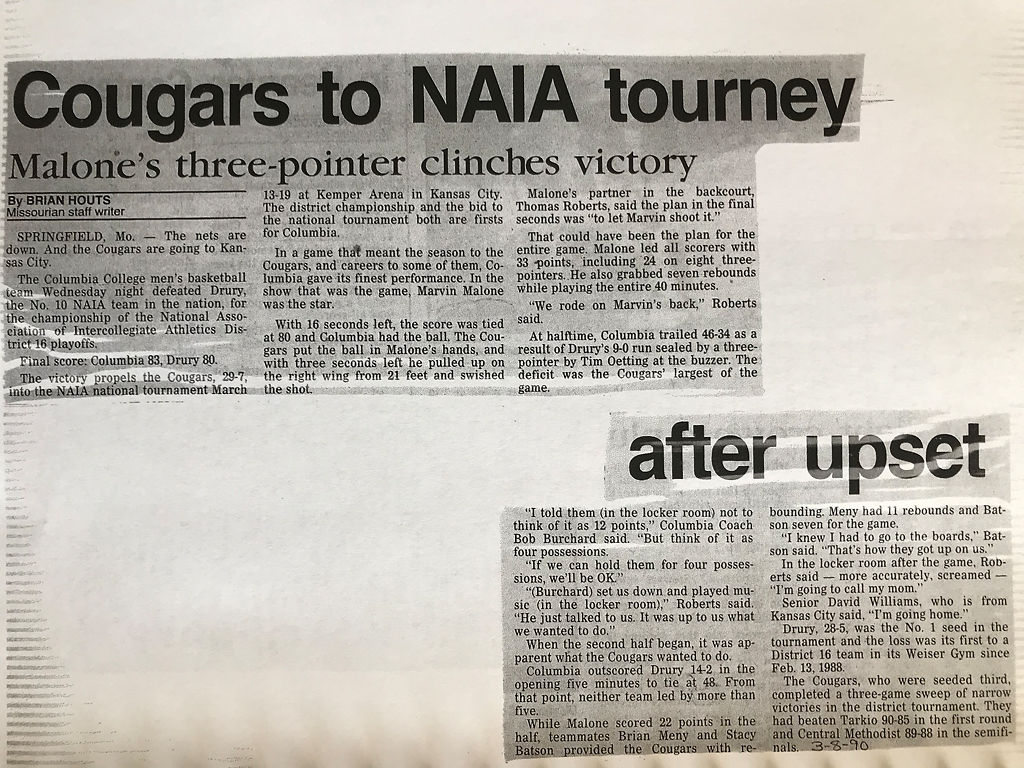 Cougars to NAIA tourney
Malone's three-pointer clinches victory
By BRIAN HOUTS
Missourian staff writer
SPRINGFIELD, Mo. — The nets are
down. And the Cougars are going to Kan-
sas City.
The Columbia College men's basketball
team Wednesday night defeated Drury,
the No. 10 NAIA team in the nation, for
the championship of the National Asso-
ciation of Intercollegiate Athletics Dis-
trict 16 playoffs.
Final score: Columbia 83, Drury 80.
The victory propels the Cougars, 29-7,
into the NAIA national tournament March
13-19 at Kemper Arena in Kansas City.
The district championship and the bid to
the national tournament both are firsts
for Columbia.
In a game that meant the season to the
Cougars, and careers to some of them, Co-
lumbia gave its finest performance. In the
show that was the game, Marvin Malone
was the star.
With 16 seconds left, the score was tied
at 80 and Columbia had the ball. The Cou-
gars put the ball in Malone's hands, and
with three seconds left he pulled up on
the right wing from 21 feet and swished
the shot.
Malone's partner in the backcourt,
Thomas Roberts, said the plan in the final
seconds was "to let Marvin shoot it."
That could have been the plan for the
entire game. Malone led all scorers with
33 points, including 24 on eight three-
pointers. He also grabbed seven rebounds
while playing the entire 40 minutes.
"We rode on Marvin's back," Roberts
said.
At halftime, Columbia trailed 46-34 as a
result of Drury's 9-0 run sealed by a three-
pointer by Tim Oetting at the buzzer. The
deficit was the Cougars' largest of the
game.
after upset
"I told them (in the locker room) not to
think of it as 12 points," Columbia Coach
Bob Burchard said. "But think of it as
four possessions.
"If we can hold them for four posses-
sions, we'll be OK."
"(Burchard) set us down and played mu-
sic (in the locker room)," Roberts said.
"He just talked to us. It was up to us what
we wanted to do."
When the second half began, it was ap-
parent what the Cougars wanted to do.
Columbia outscored Drury 14-2 in the
opening five minutes to tie at 48. From
that point, neither team led by more than
five.
While Malone scored 22 points in the
half, teammates Brian Meny and Stacy
Batson provided the Cougars with re-
bounding. Meny had 11 rebounds and Bat-
son seven for the game.
"I knew I had to go to the boards," Bat-
son said. "That's how they got up on us."
In the locker room after the game, Rob-
erts said — more accurately, screamed —
"I'm going to call my mom."
Senior David Williams, who is from
Kansas City said, "I'm going home."
Drury, 28-5, was the No. 1 seed in the
tournament and the loss was its first to a
District 16 team in its Weiser Gym since
Feb. 13, 1988.
The Cougars, who were seeded third,
completed a three-game sweep of narrow
victories in the district tournament. They
had beaten Tarkio 90-85 in the first round
and Central Methodist 89-88 in the semifi-
nals. 3-8-90